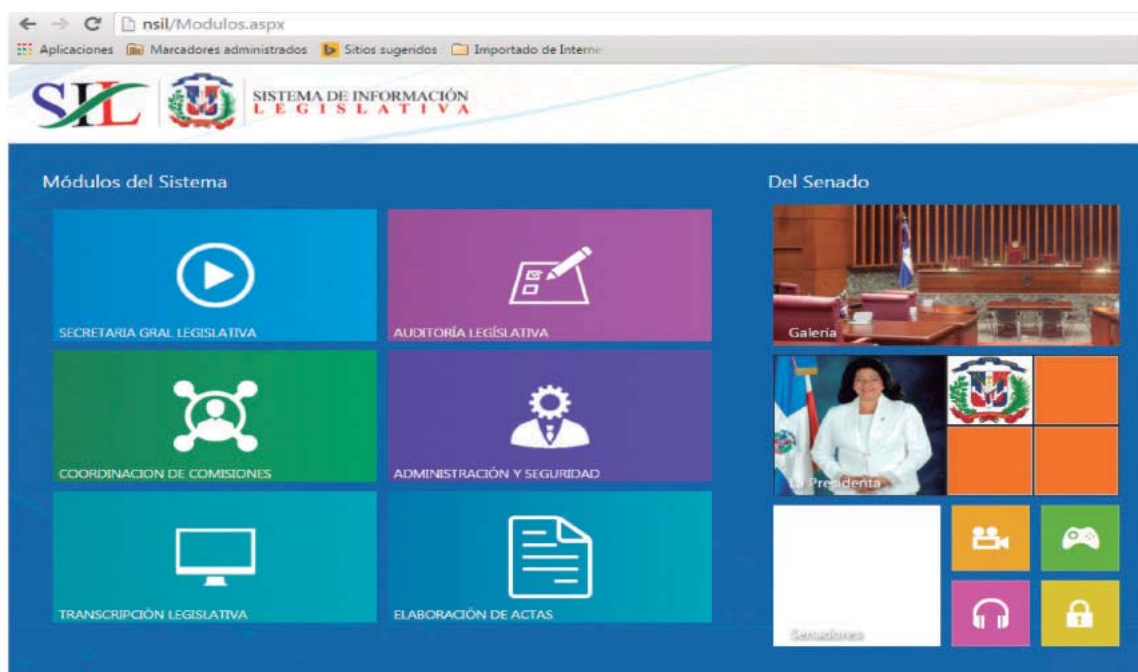 nsil/Modulos.aspx
Aplicaciones Marcadores administrados Sitios sugeridos Importado de Interne
SIL SISTEMA DE INFORMACIÓN
LEGISLATIVA
Módulos del Sistema
Del Senado
SECRETARIA GRAL LEGISLATIVA
AUDITORÍA LEGÍSLATIVA
Galería
COORDINACION DE COMISIONES
ADMINISTRACIÓN Y SEGURIDAD
La Presidenta
TRANSCRIPCIÓN LEGISLATIVA
ELABORACIÓN DE ACTAS
Senadores